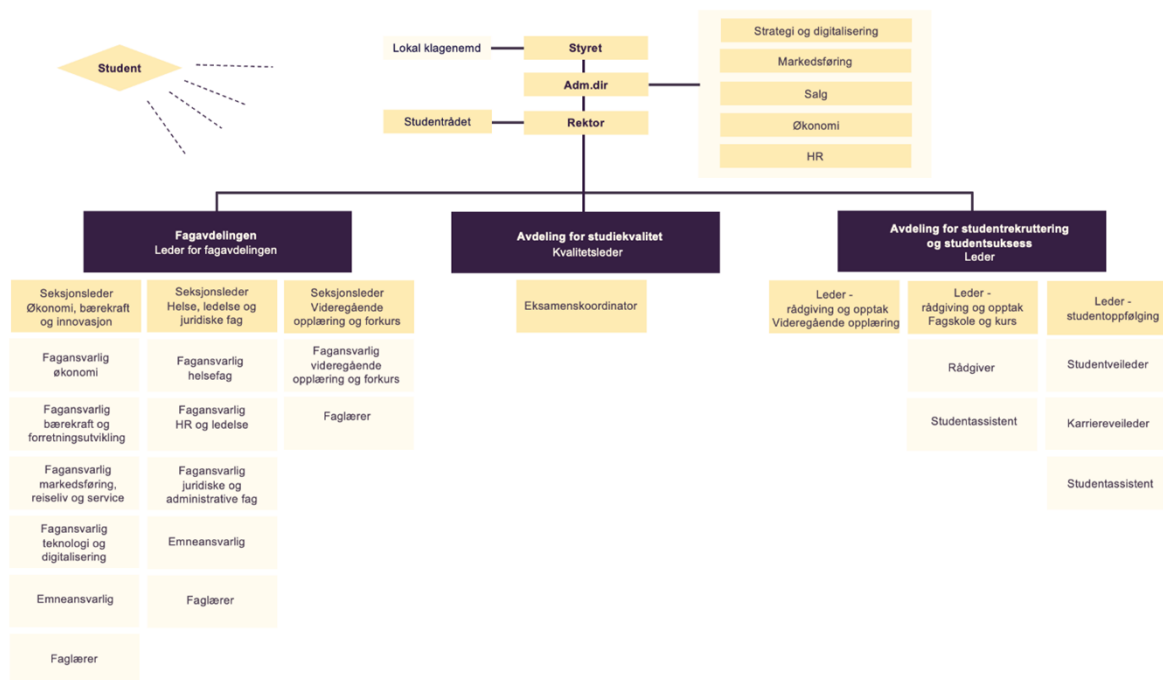 Student
Lokal klagenemd
Styret
Adm.dir
Studentrådet
Rektor
Strategi og digitalisering
Markedsføring
Salg
Økonomi
HR
Fagavdelingen
Leder for fagavdelingen
Avdeling for studiekvalitet
Kvalitetsleder
Avdeling for studentrekruttering
og studentsuksess
Leder
Seksjonsleder
Økonomi, bærekraft
og innovasjon
Fagansvarlig
økonomi
Fagansvarlig
bærekraft og
forretningsutvikling
Fagansvarlig
markedsføring,
reiseliv og service
Fagansvarlig
teknologi og
digitalisering
Emneansvarlig
Faglærer
Seksjonsleder
Helse, ledelse og
juridiske fag
Fagansvarlig
helsefag
Fagansvarlig
HR og ledelse
Fagansvarlig
juridiske og
administrative fag
Emneansvarlig
Faglærer
Seksjonsleder
Videregående
opplæring og forkurs
Fagansvarlig
videregående
opplæring og forkurs
Faglærer
Eksamenskoordinator
Leder -
rådgiving og opptak
Videregående opplæring
Leder -
rådgiving og opptak
Fagskole og kurs
Rådgiver
Studentassistent
Leder -
studentoppfølging
Studentveileder
Karriereveileder
Studentassistent